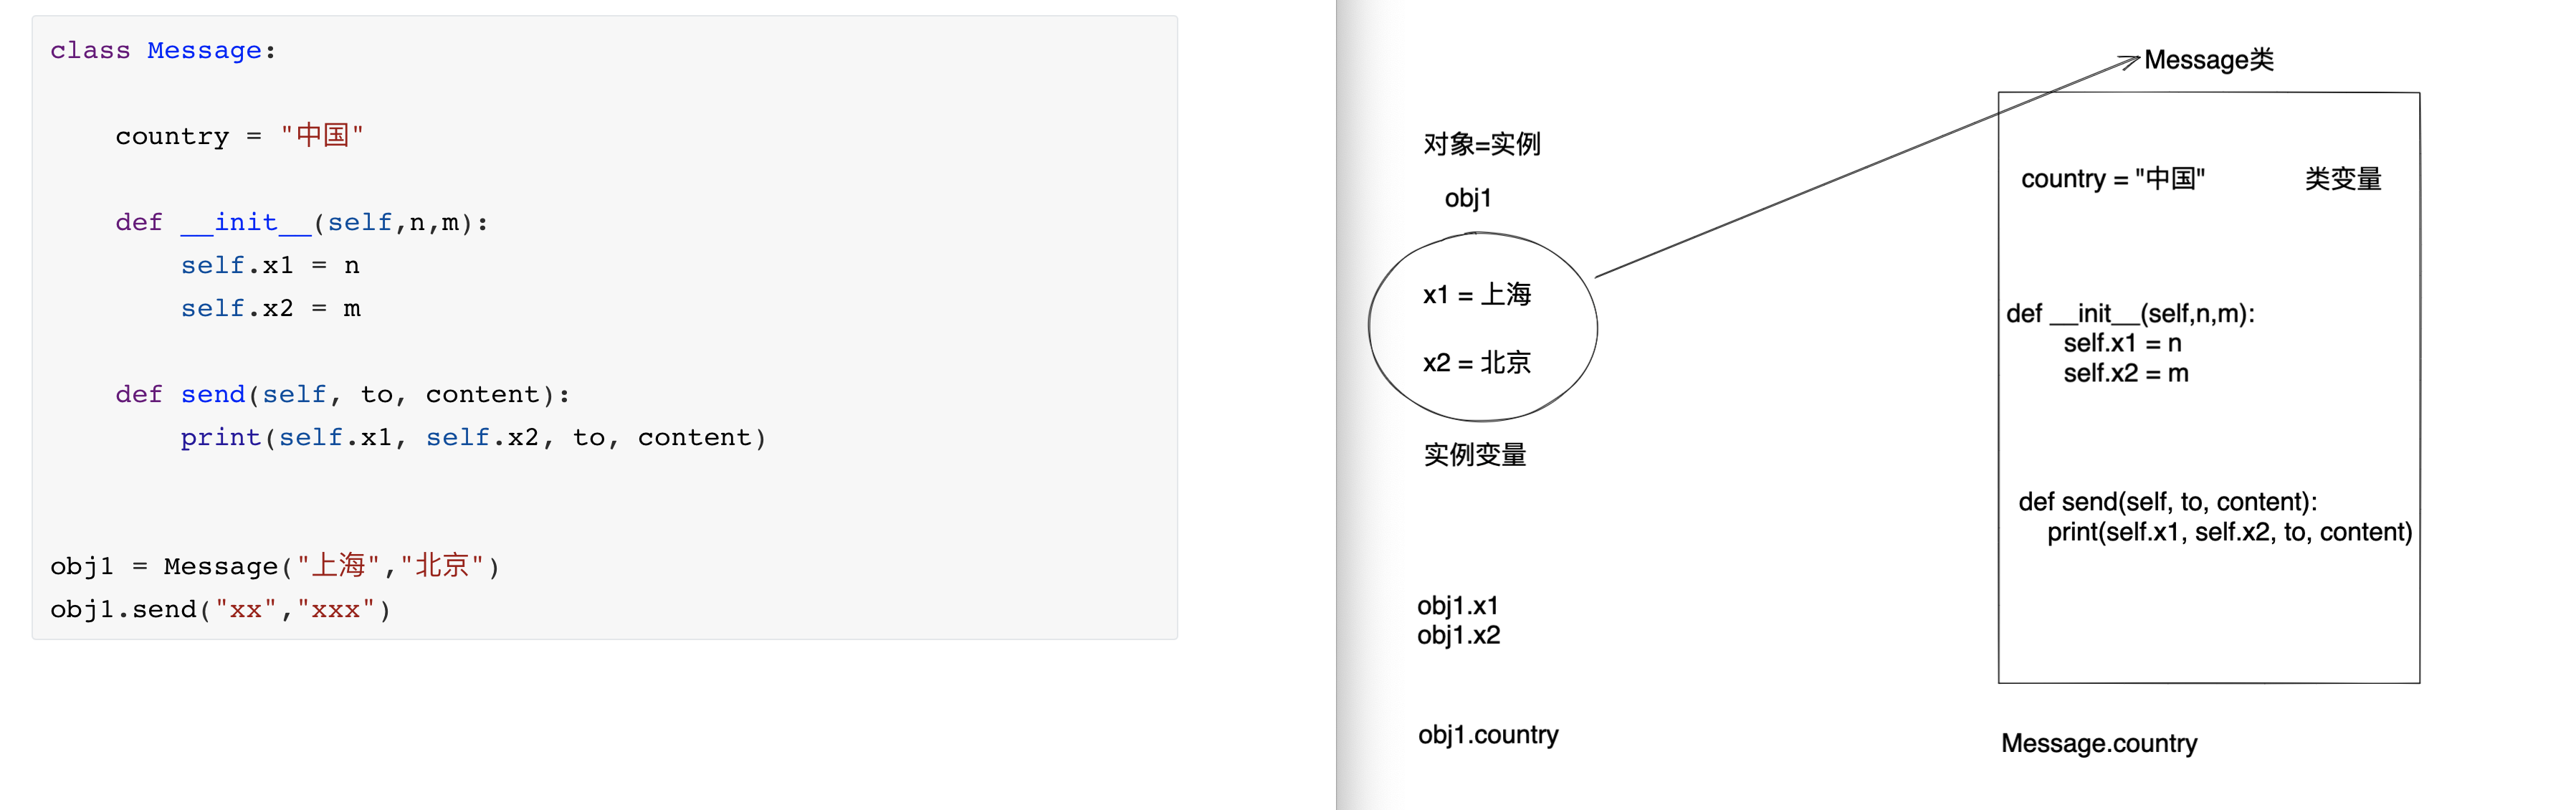 class Message:
country = "中国"
def __init__(self,n,m):
self.x1 = n
self.x2 = m
def send(self, to, content):
print(self.x1, self.x2, to, content)
obj1 = Message("上海","北京")
obj1.send("xx","xxx")
对象=实例
obj1
x1 = 上海
x2 = 北京
实例变量
obj1.x1
obj1.x2
obj1.country
Message类
country = "中国" 类变量
def __init__(self,n,m):
self.x1 = n
self.x2 = m
def send(self, to, content):
print(self.x1, self.x2, to, content)
Message.country